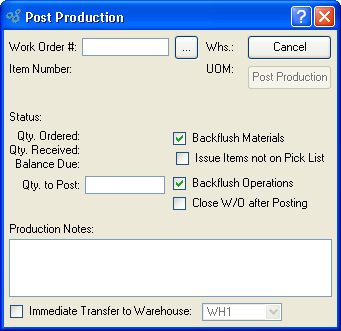 Post Production
Work Order #: ... Whs.: Cancel
Item Number: UOM: Post Production
Status:
Qty. Ordered:
Qty. Received:
Balance Due:
Backflush Materials
Issue Items not on Pick List
Qty. to Post: Backflush Operations
Close W/O after Posting
Production Notes:
Immediate Transfer to Warehouse: WH1